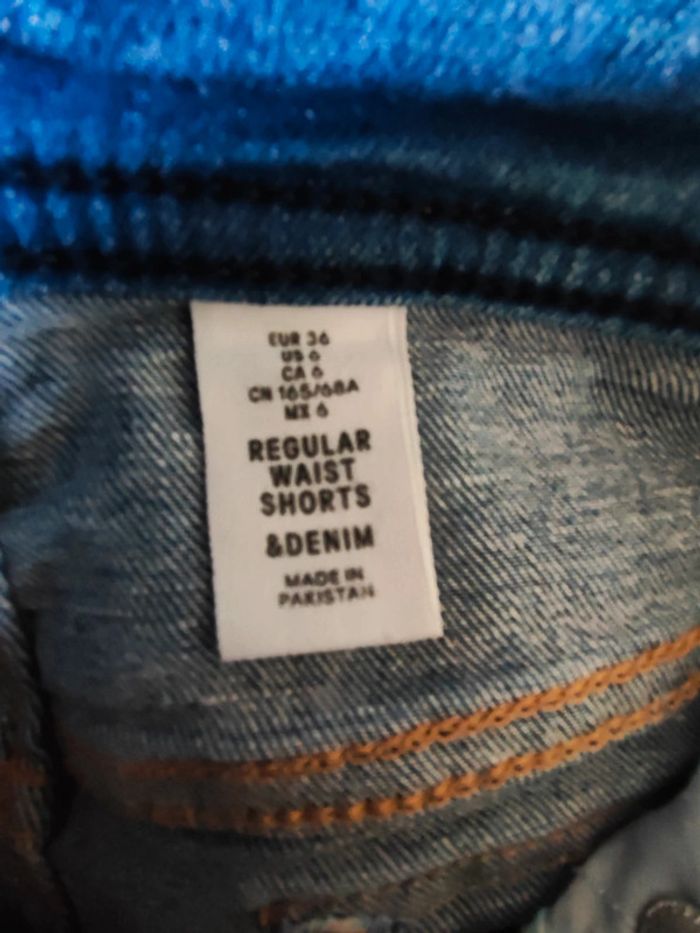 EUR 36
US 6
CA 6
CN 165/68A
MX 6
REGULAR
WAIST
SHORTS
&DENIM
MADE IN
PAKISTAN